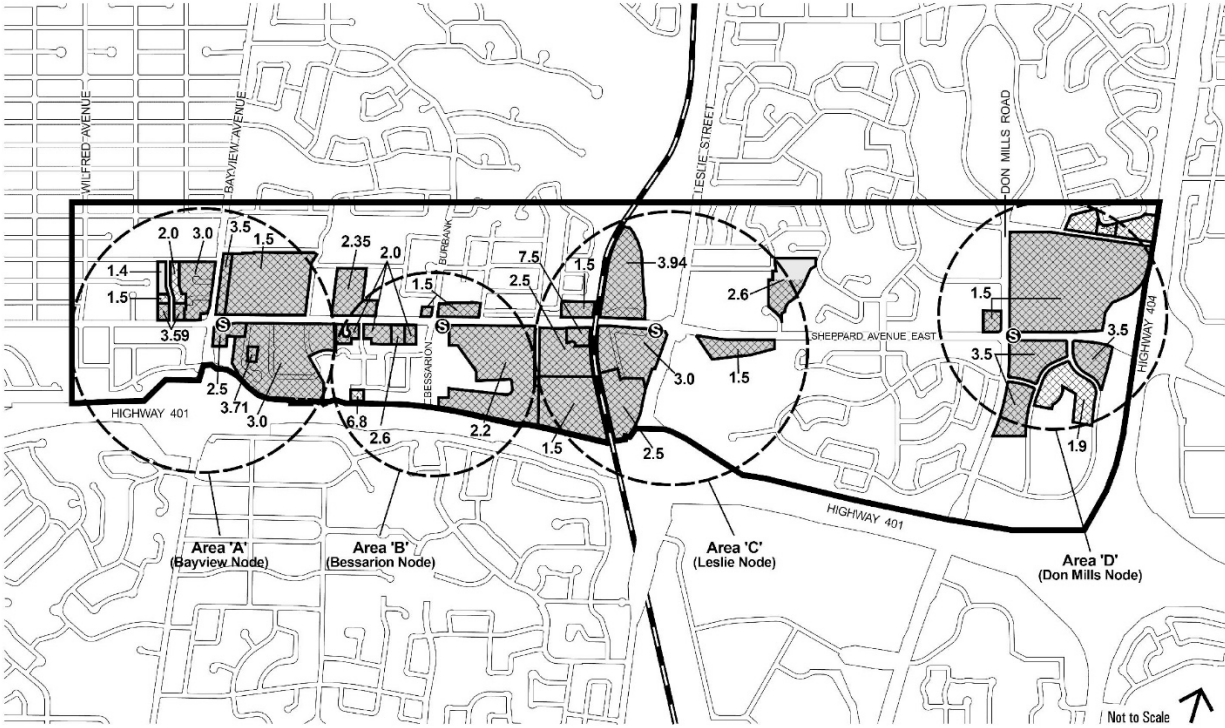 WILFRED AVENUE
BAYVIEW AVENUE
BURBANK
LESLIE STREET
DON MILLS ROAD
HIGHWAY 404
2.0
3.0
3.5
1.5
2.35
2.0
7.5
1.5
3.94
1.4
1.5
1.5
2.5
2.6
1.5
3.59
S
S
S
S
SHEPPARD AVENUE EAST
3.5
3.5
BESSARION
2.5
3.71
3.0
6.8
2.6
2.2
1.5
2.5
3.0
1.5
1.9
HIGHWAY 401
HIGHWAY 401
Area 'A'
(Bayview Node)
Area 'B'
(Bessarion Node)
Area 'C'
(Leslie Node)
Area 'D'
(Don Mills Node)
Not to Scale